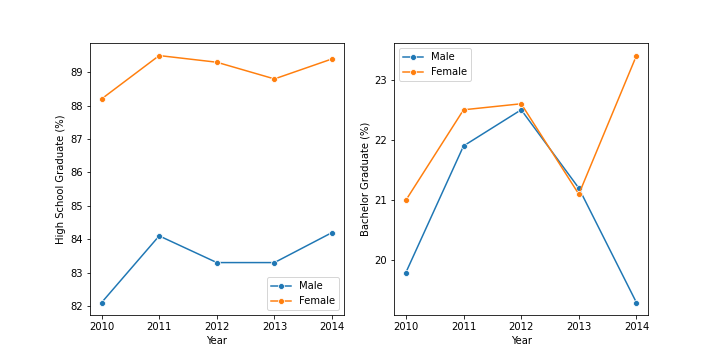 High School Graduate (%)
89
88
87
86
85
84
83
82
2010 2011 2012 2013 2014
Year
Male
Female
Bachelor Graduate (%)
23
22
21
20
2010 2011 2012 2013 2014
Year
Male
Female